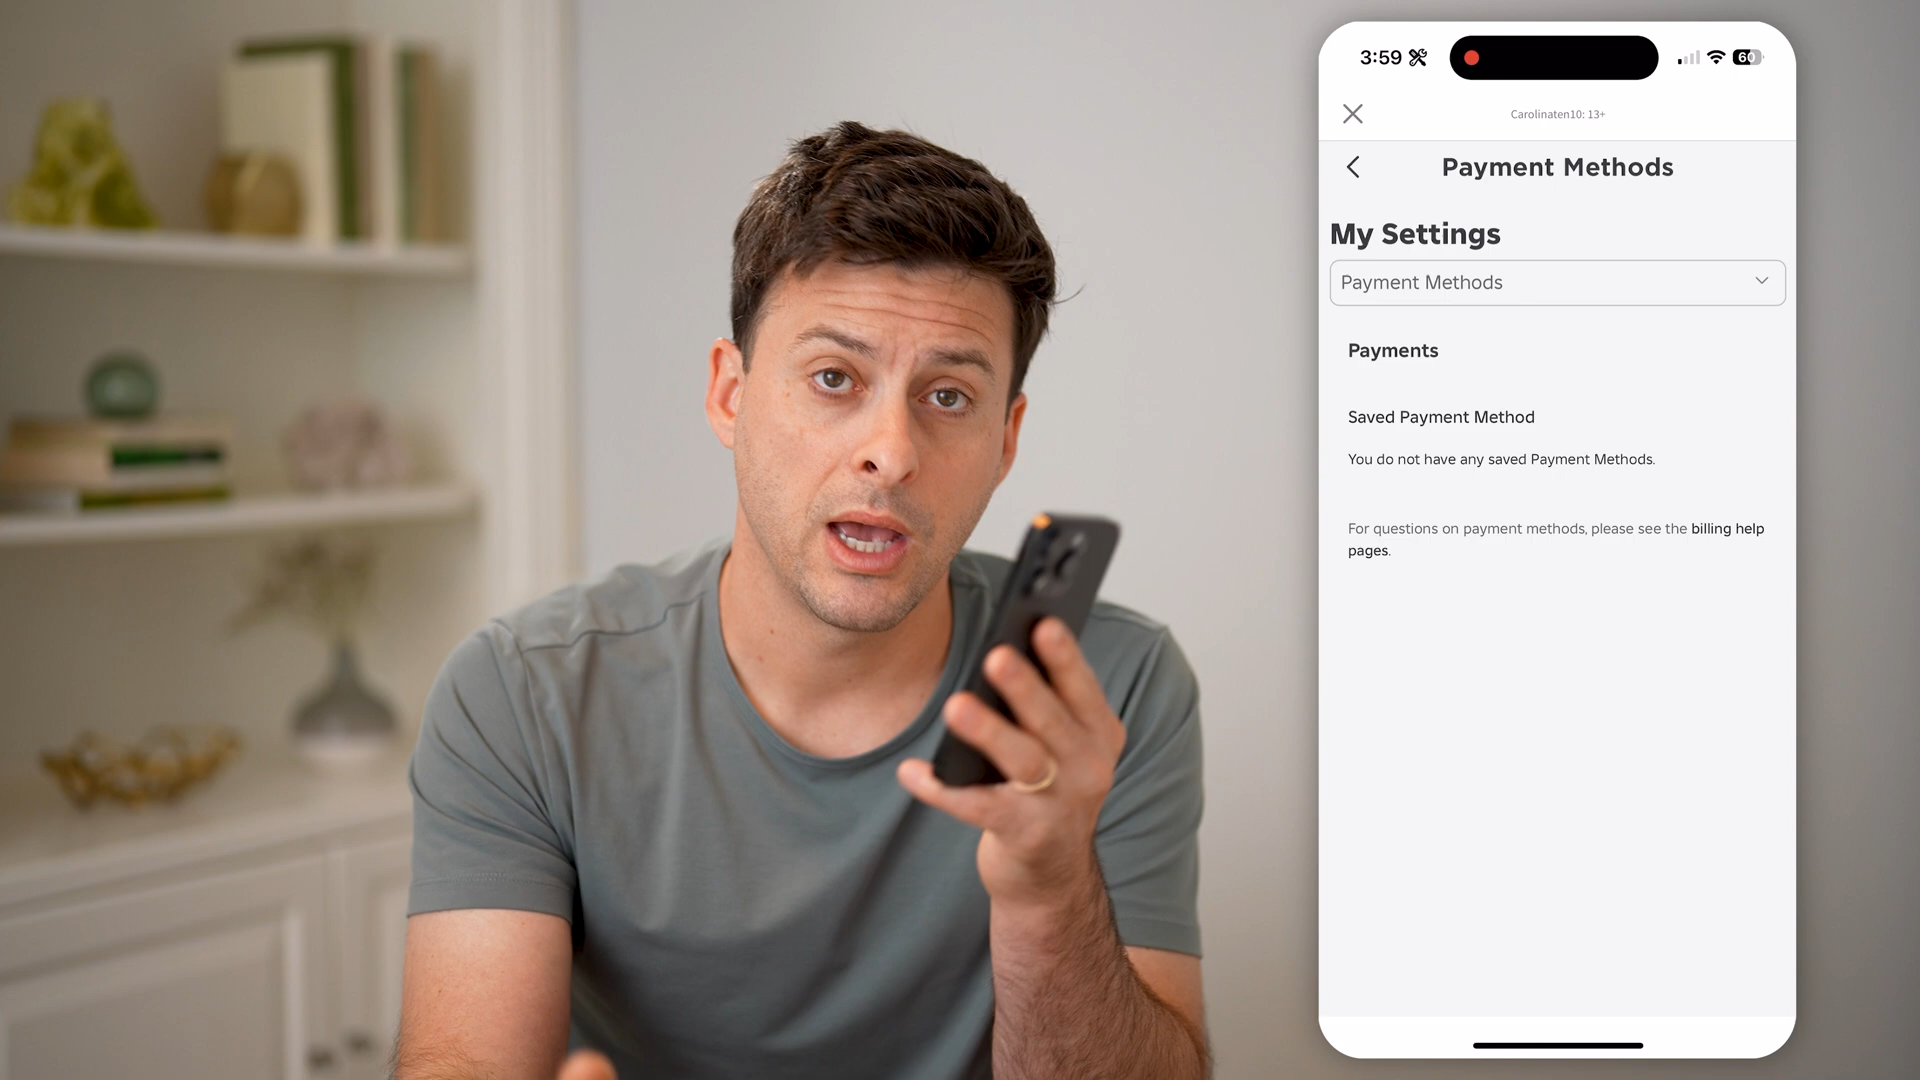 3:59
60
Carolinaten10: 13+
Payment Methods
My Settings
Payment Methods
Payments
Saved Payment Method
You do not have any saved Payment Methods.
For questions on payment methods, please see the billing help
pages.